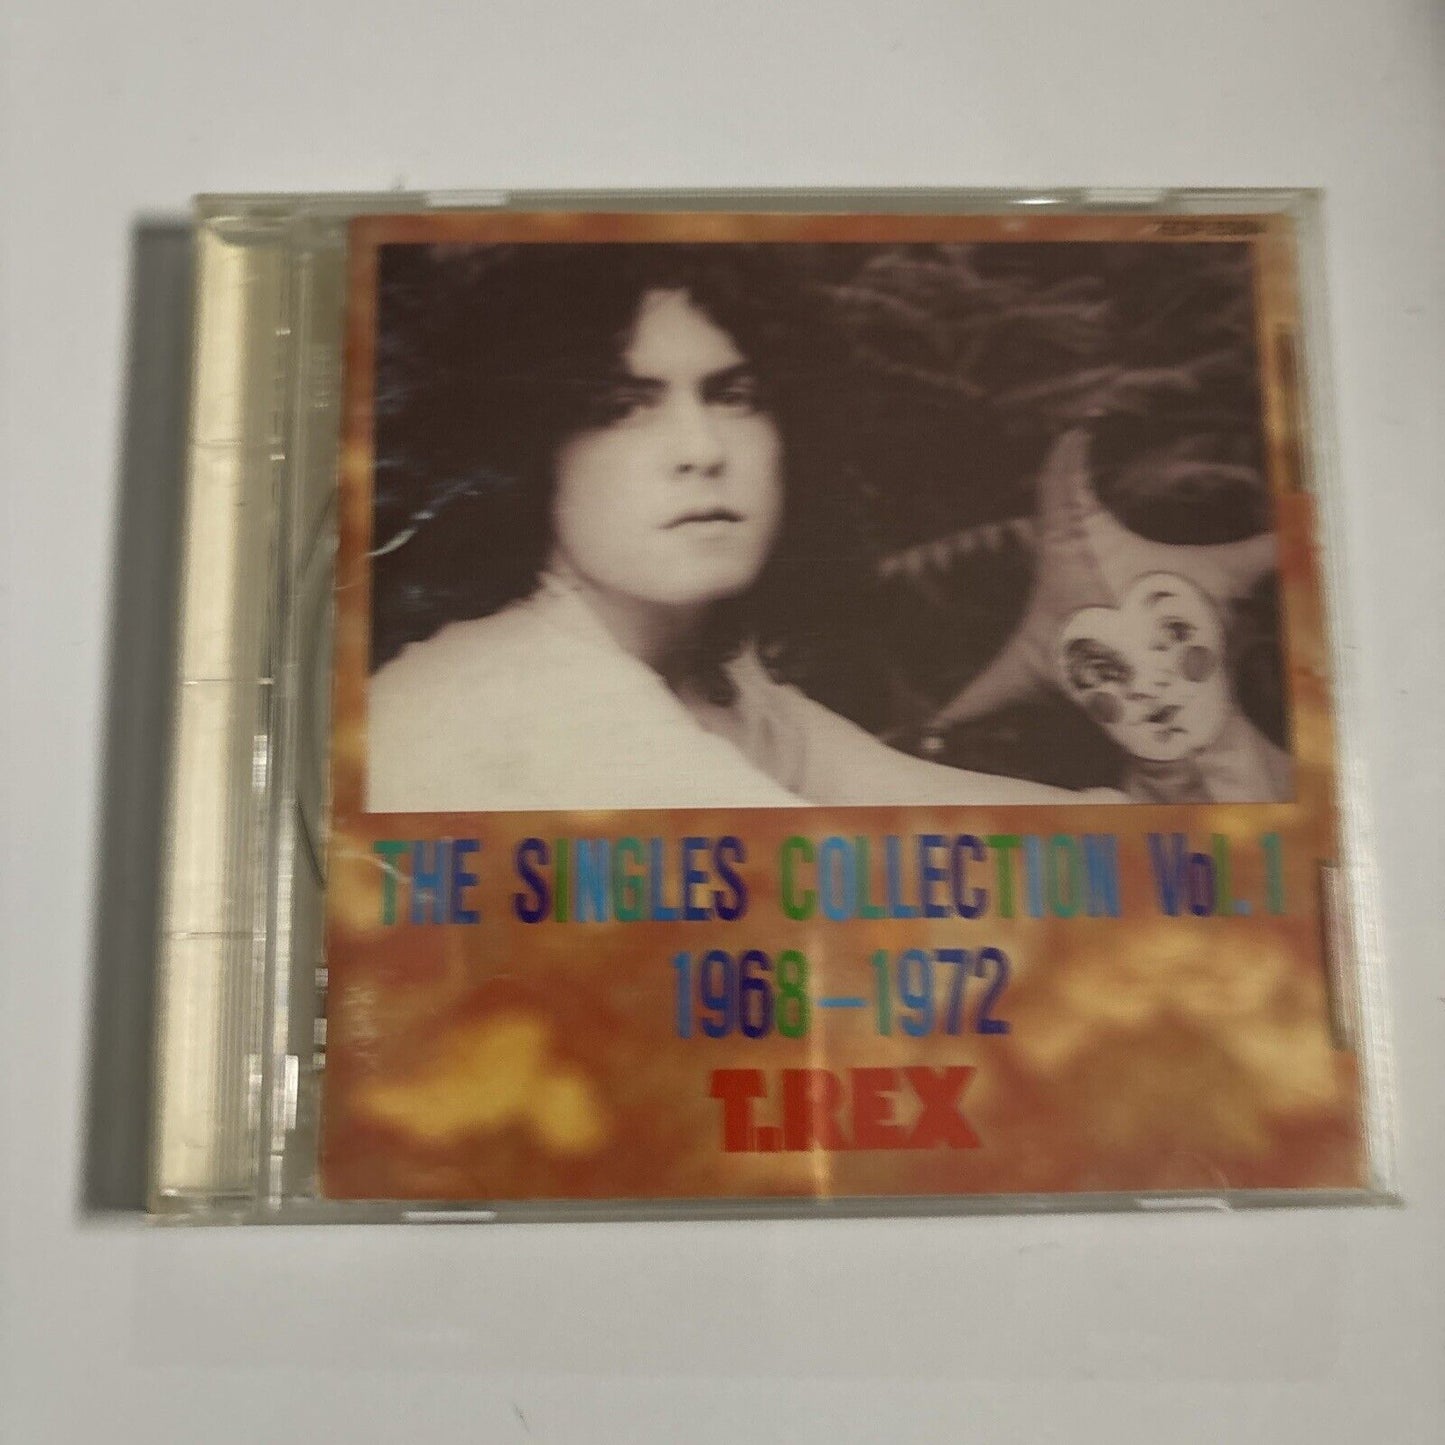 THE SINGLES COLLECTION Vol.1
1968-1972
T.REX